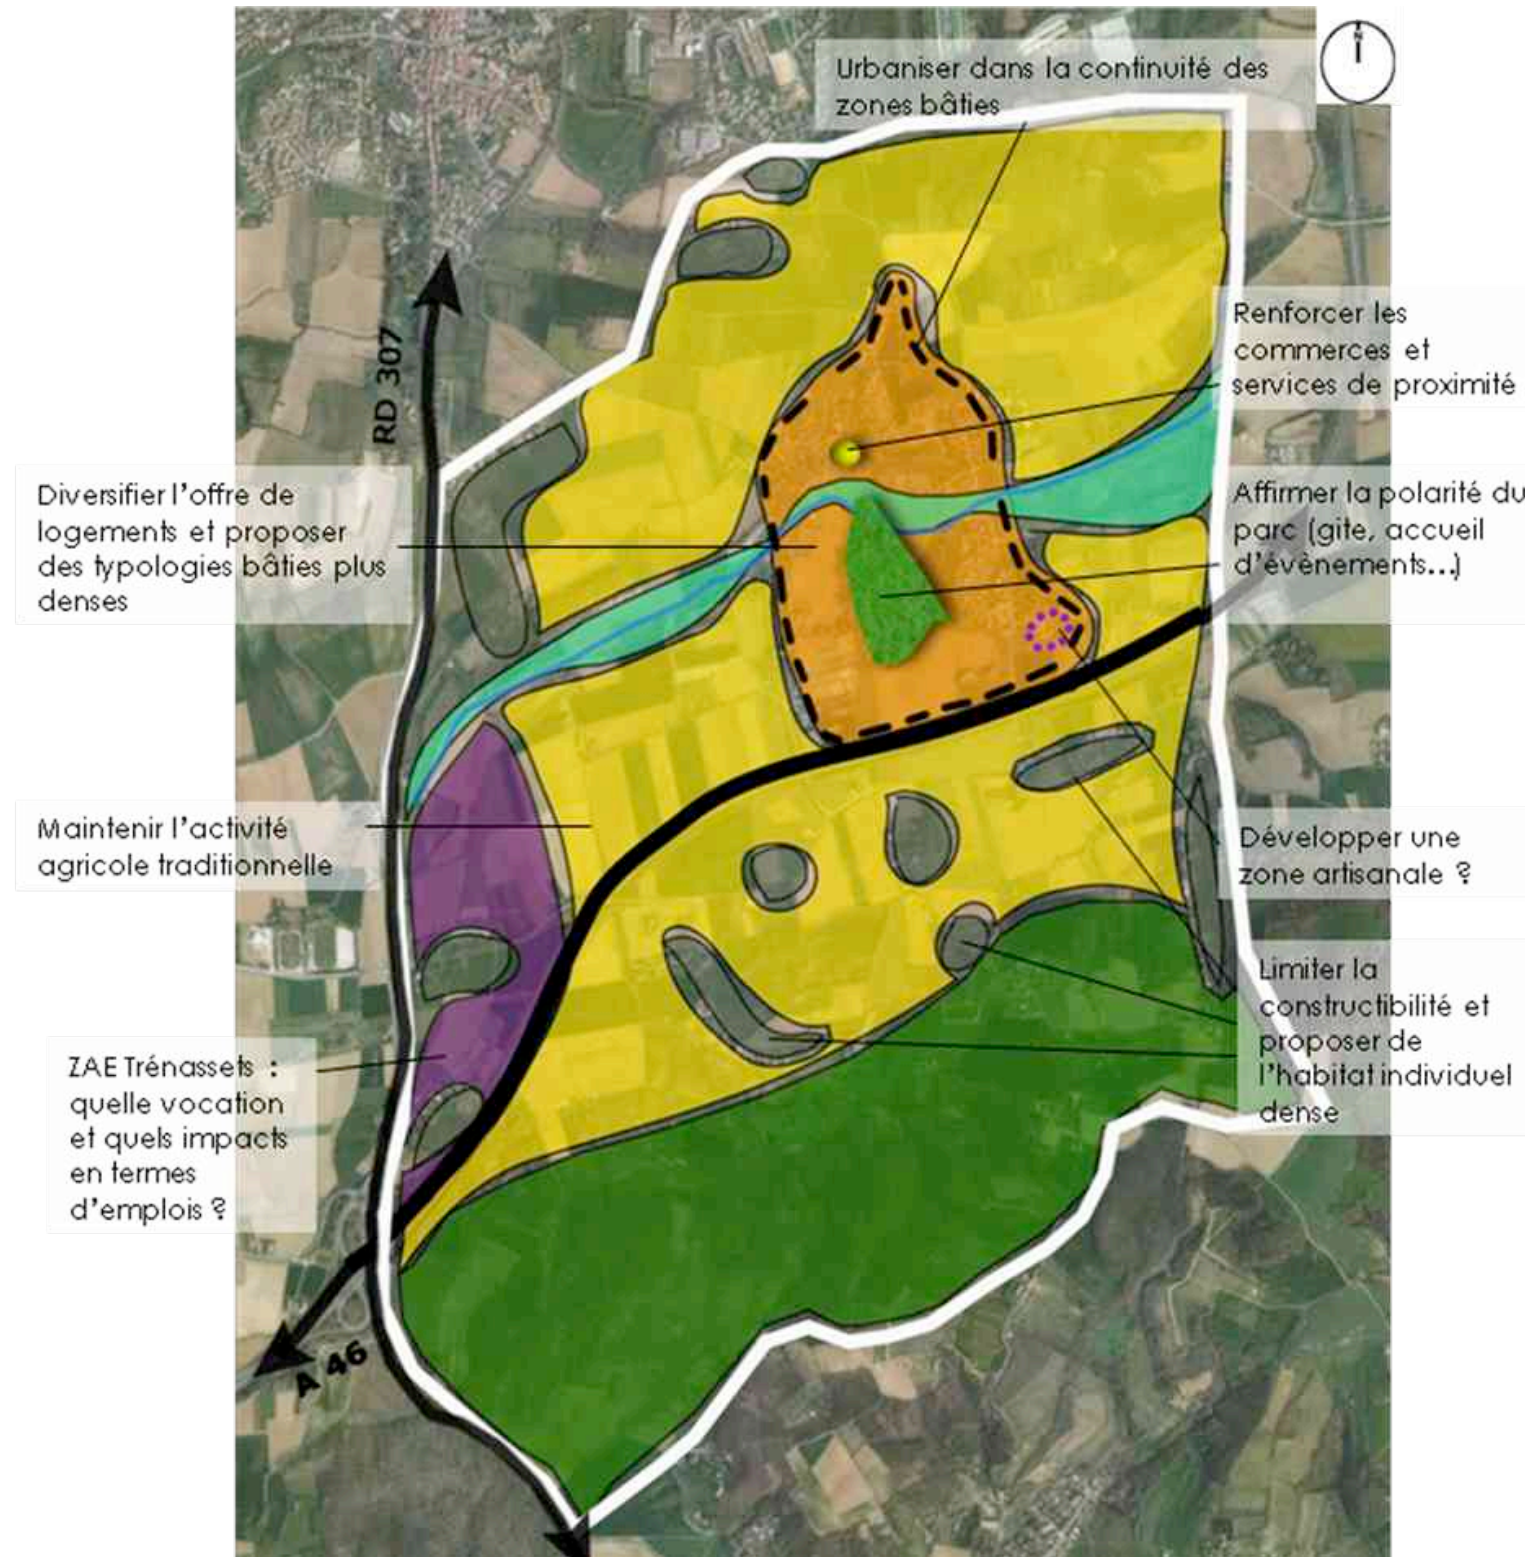 N
Urbaniser dans la continuité des
zones bâties
Renforcer les
commerces et
services de proximité
RD 307
Diversifier l'offre de
logements et proposer
des typologies bâties plus
denses
Affirmer la polarité du
parc (gite, accueil
d'évènements...)
Maintenir l'activité
agricole traditionnelle
Développer une
zone artisanale ?
Limiter la
constructibilité et
proposer de
l'habitat individuel
dense
ZAE Trénassets :
quelle vocation
et quels impacts
en termes
d'emplois ?
A 46